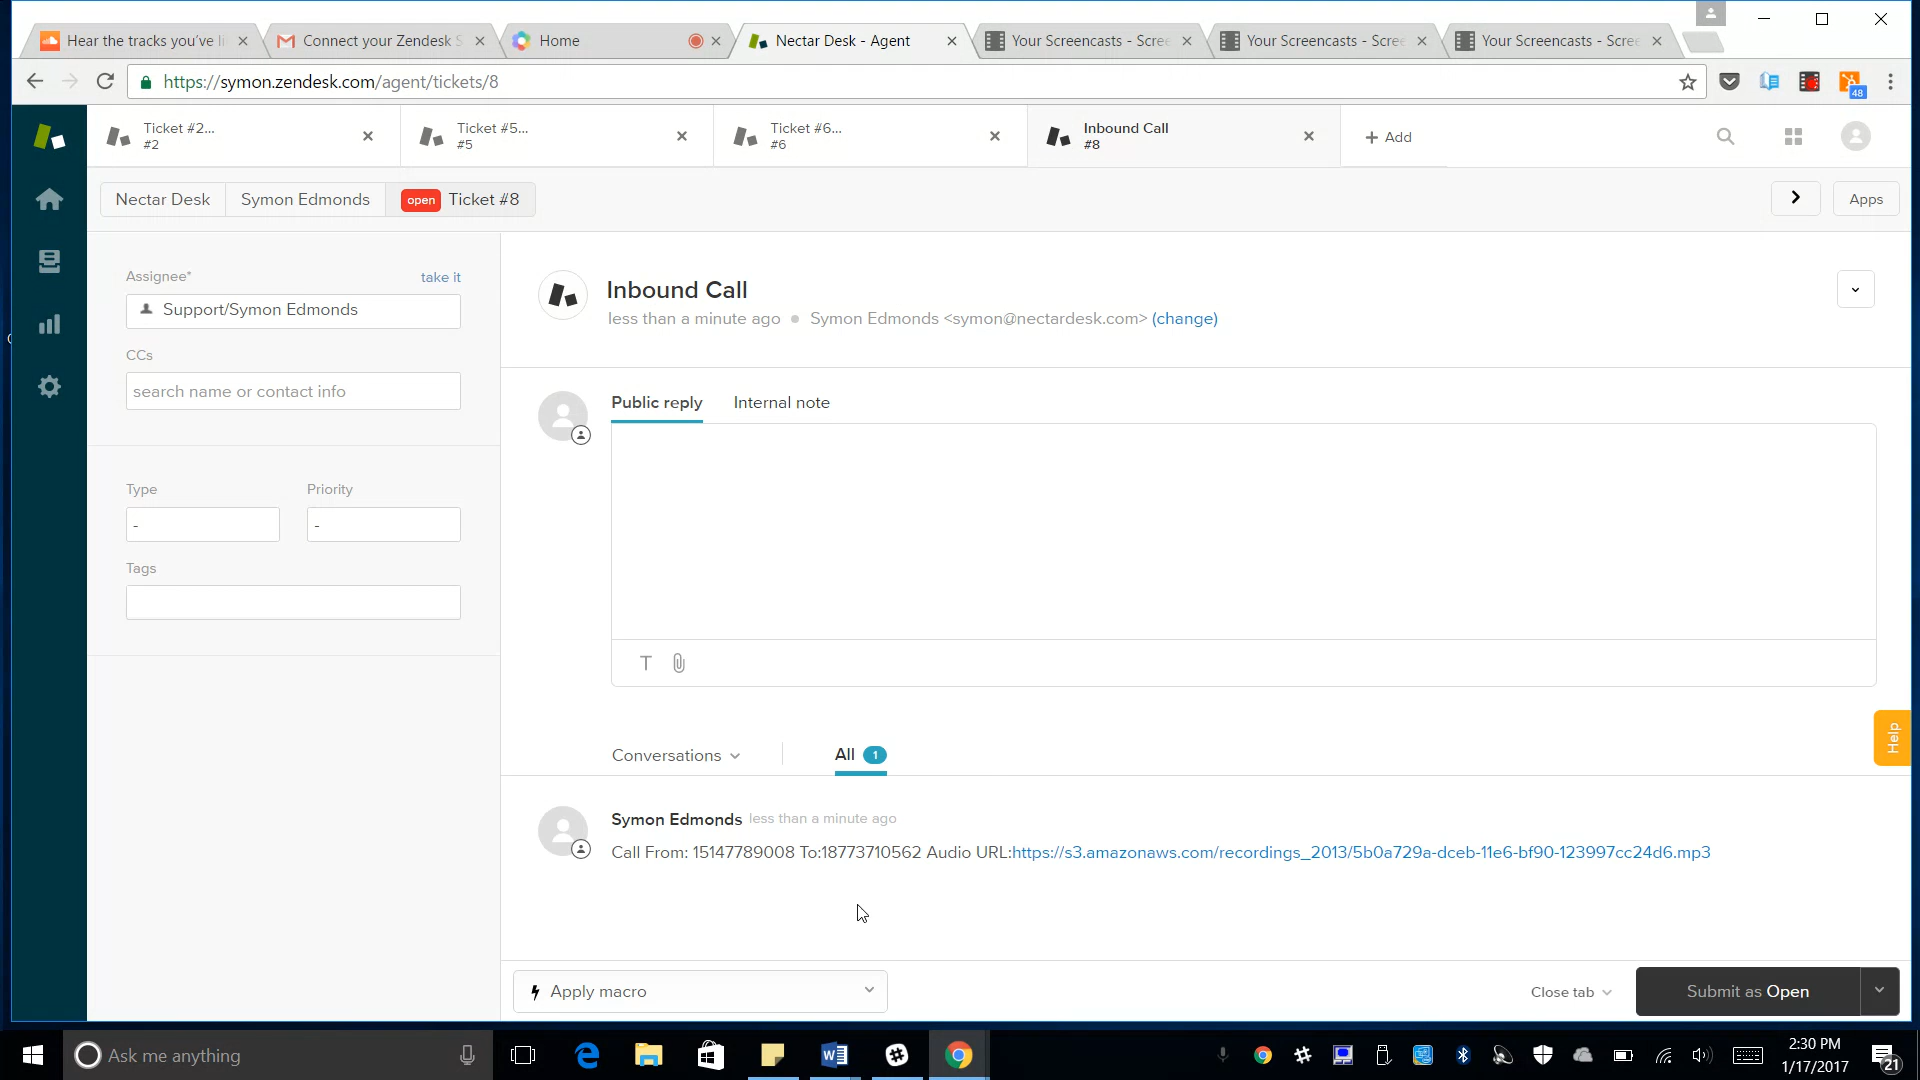 Hear the tracks you've li
Connect your Zendesk S
Home
Nectar Desk - Agent
Your Screencasts - Scree
Your Screencasts - Scree
Your Screencasts - Scree
https://symon.zendesk.com/agent/tickets/8
48
Ticket #2...
#2
Ticket #5...
#5
Ticket #6...
#6
Inbound Call
#8
+ Add
Nectar Desk
Symon Edmonds
open Ticket #8
Apps
Assignee*
take it
Support/Symon Edmonds
CCs
search name or contact info
Type
Priority
-
-
Tags
Inbound Call
less than a minute ago
Symon Edmonds <symon@nectardesk.com> (change)
Public reply
Internal note
T
Help
Conversations
All 1
Symon Edmonds less than a minute ago
Call From: 15147789008 To:18773710562 Audio URL:https://s3.amazonaws.com/recordings_2013/5b0a729a-dceb-11e6-bf90-123997cc24d6.mp3
Apply macro
Close tab
Submit as Open
Ask me anything
2:30 PM
1/17/2017
21